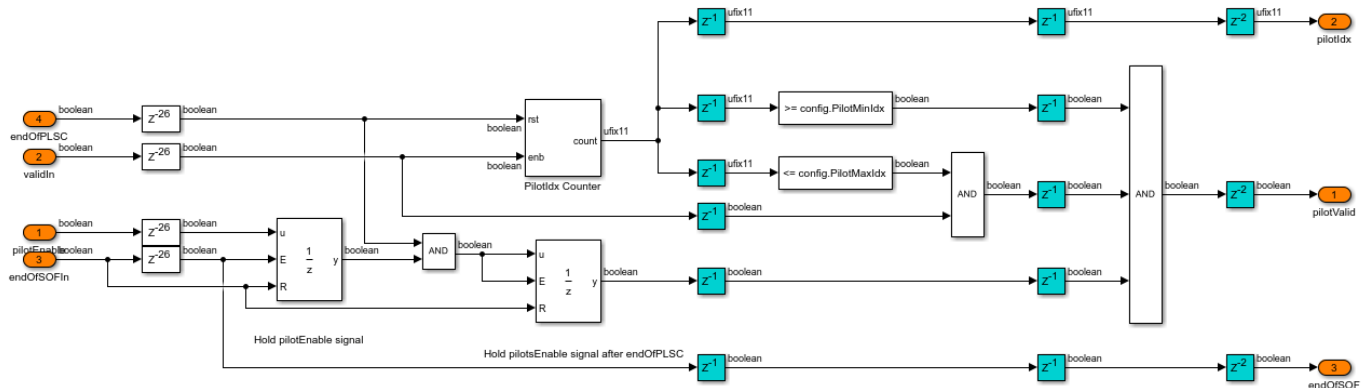 ufix11
ufix11
ufix11
Z-1
Z-1
Z-2
2
pilotIdx
boolean
boolean
4
Z-26
endOfPLSC
ufix11
boolean
Z-1
>= config.PilotMinIdx
Z-1
rst
boolean
ufix11
count
boolean
boolean
2
Z-26
validIn
enb
boolean
PilotIdx Counter
ufix11
boolean
Z-1
<= config.PilotMaxIdx
AND
boolean
Z-1
AND
boolean
Z-2
1
pilotValid
boolean
Z-1
boolean
boolean
1
Z-26
pilotEnable
u
boolean
boolean
3
Z-26
endOfSOFIn
E
1
z
y
boolean
R
AND
boolean
u
E
1
z
y
boolean
R
boolean
boolean
Z-1
Z-1
Hold pilotEnable signal
Hold pilotsEnable signal after endOfPLSC
boolean
boolean
boolean
Z-1
Z-1
Z-2
3
endOfSOF